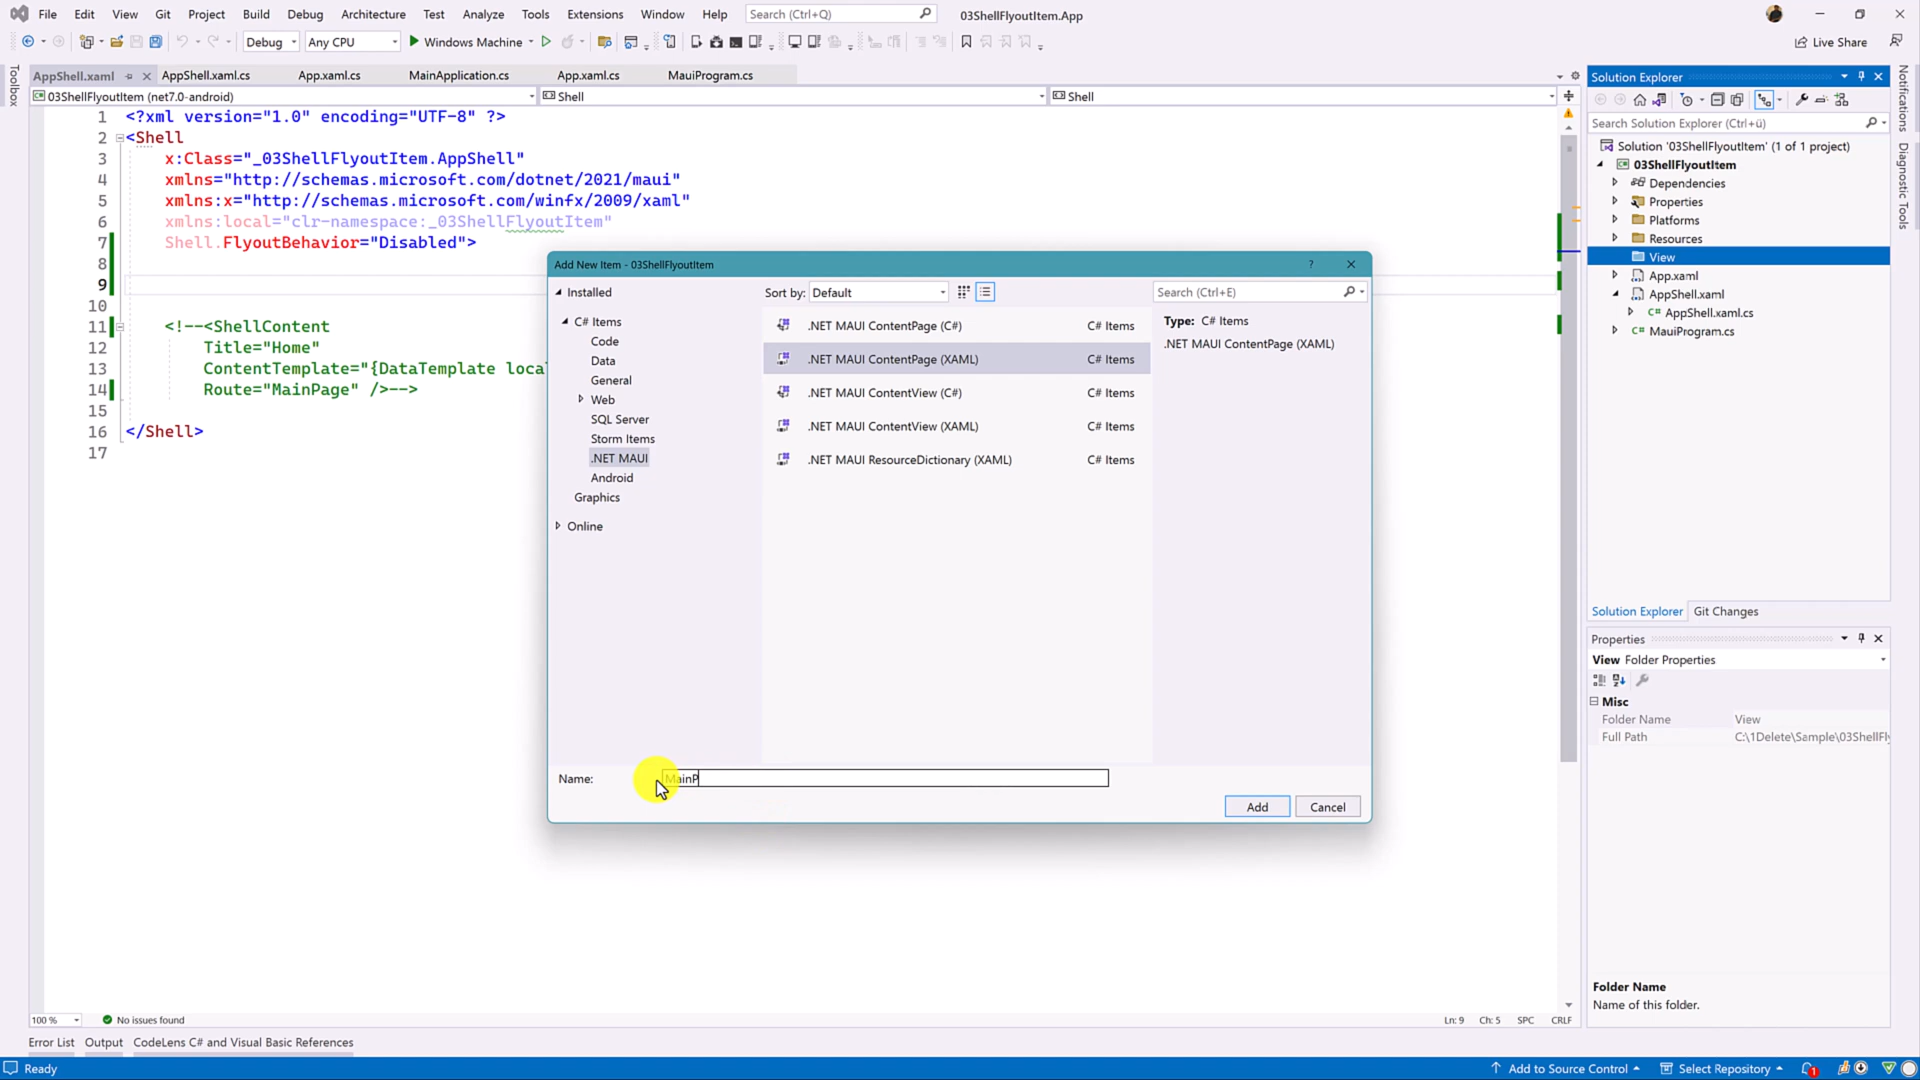 File Edit View Git Project Build Debug Architecture Test Analyze Tools Extensions Window Help Search (Ctrl+Q) 03ShellFlyoutItem.App
Debug Any CPU Windows Machine Live Share
AppShell.xaml AppShell.xaml.cs App.xaml.cs MainApplication.cs App.xaml.cs MauiProgram.cs
03ShellFlyoutItem (net7.0-android) Shell Shell
Toolbox
1 <?xml version="1.0" encoding="UTF-8" ?>
2 <Shell
3 x:Class="_03ShellFlyoutItem.AppShell"
4 xmlns="http://schemas.microsoft.com/dotnet/2021/maui"
5 xmlns:x="http://schemas.microsoft.com/winfx/2009/xaml"
6 xmlns:local="clr-namespace:_03ShellFlyoutItem"
7 Shell.FlyoutBehavior="Disabled">
8
9
10
11 <!--<ShellContent
12 Title="Home"
13 ContentTemplate="{DataTemplate loca
14 Route="MainPage" />-->
15
16 </Shell>
17
Add New Item - 03ShellFlyoutItem ?
Installed
Sort by: Default
Search (Ctrl+E)
C# Items
Code
Data
General
Web
SQL Server
Storm Items
.NET MAUI
Android
Graphics
Online
.NET MAUI ContentPage (C#) C# Items
.NET MAUI ContentPage (XAML) C# Items
.NET MAUI ContentView (C#) C# Items
.NET MAUI ContentView (XAML) C# Items
.NET MAUI ResourceDictionary (XAML) C# Items
Type: C# Items
.NET MAUI ContentPage (XAML)
Name: MainP
Add Cancel
Solution Explorer
Search Solution Explorer (Ctrl+ü)
Solution '03ShellFlyoutItem' (1 of 1 project)
03ShellFlyoutItem
Dependencies
Properties
Platforms
Resources
View
App.xaml
AppShell.xaml
AppShell.xaml.cs
MauiProgram.cs
Solution Explorer Git Changes
Properties
View Folder Properties
Misc
Folder Name View
Full Path C:\1Delete\Sample\03ShellFl
Folder Name
Name of this folder.
Notifications
Diagnostic Tools
100 % No issues found Ln: 9 Ch: 5 SPC CRLF
Error List Output CodeLens C# and Visual Basic References
Ready Add to Source Control Select Repository 1